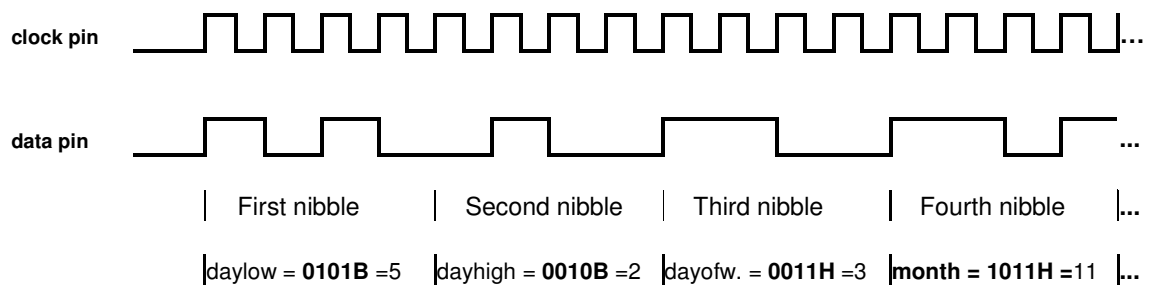 clock pin ...
data pin ...
First nibble Second nibble Third nibble Fourth nibble ...
daylow = 0101B =5 dayhigh = 0010B =2 dayofw. = 0011H =3 month = 1011H =11 ...